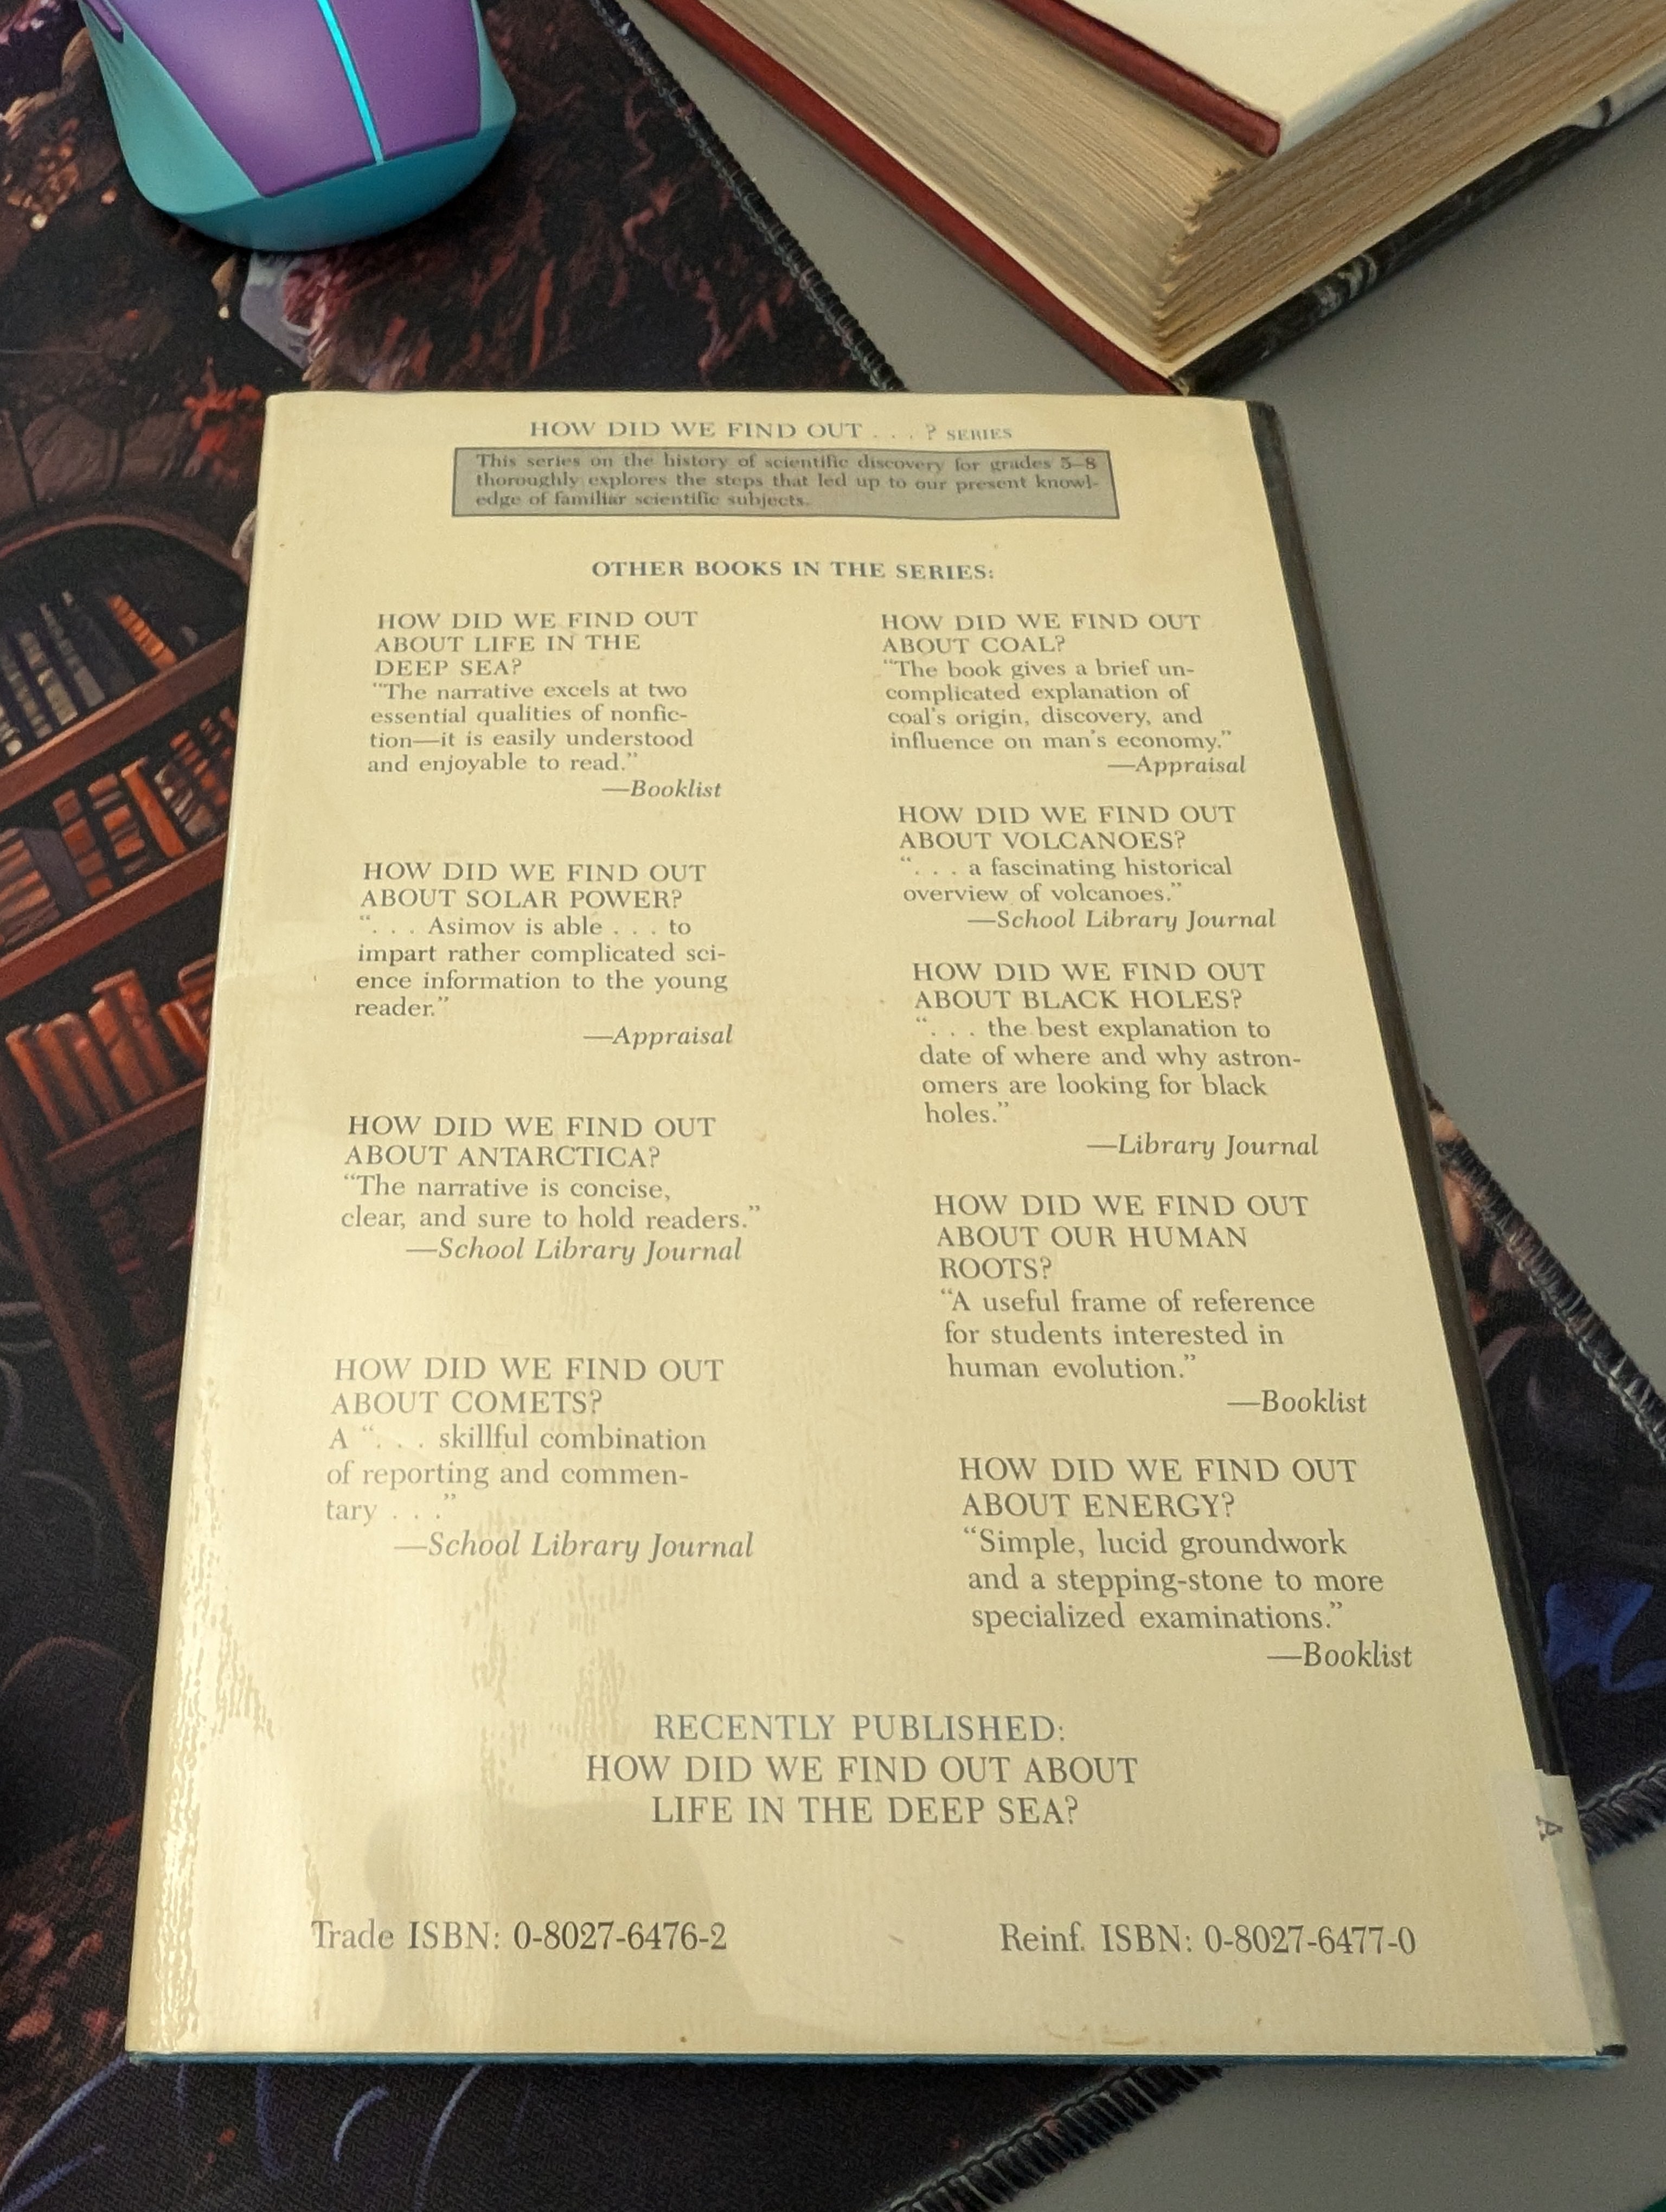 HOW DID WE FIND OUT . . . ? SERIES
This series on the history of scientific discovery for grades 5–8
thoroughly explores the steps that led up to our present knowl-
edge of familiar scientific subjects.
OTHER BOOKS IN THE SERIES:
HOW DID WE FIND OUT
ABOUT LIFE IN THE
DEEP SEA?
“The narrative excels at two
essential qualities of nonfic-
tion—it is easily understood
and enjoyable to read.”
—Booklist
HOW DID WE FIND OUT
ABOUT SOLAR POWER?
“. . . Asimov is able . . . to
impart rather complicated sci-
ence information to the young
reader.”
—Appraisal
HOW DID WE FIND OUT
ABOUT ANTARCTICA?
“The narrative is concise,
clear, and sure to hold readers.”
—School Library Journal
HOW DID WE FIND OUT
ABOUT COMETS?
A “. . . skillful combination
of reporting and commen-
tary . . .”
—School Library Journal
HOW DID WE FIND OUT
ABOUT COAL?
“The book gives a brief un-
complicated explanation of
coal’s origin, discovery, and
influence on man’s economy.”
—Appraisal
HOW DID WE FIND OUT
ABOUT VOLCANOES?
“. . . a fascinating historical
overview of volcanoes.”
—School Library Journal
HOW DID WE FIND OUT
ABOUT BLACK HOLES?
“. . . the best explanation to
date of where and why astron-
omers are looking for black
holes.”
—Library Journal
HOW DID WE FIND OUT
ABOUT OUR HUMAN
ROOTS?
“A useful frame of reference
for students interested in
human evolution.”
—Booklist
HOW DID WE FIND OUT
ABOUT ENERGY?
“Simple, lucid groundwork
and a stepping-stone to more
specialized examinations.”
—Booklist
RECENTLY PUBLISHED:
HOW DID WE FIND OUT ABOUT
LIFE IN THE DEEP SEA?
Trade ISBN: 0-8027-6476-2
Reinf. ISBN: 0-8027-6477-0
A